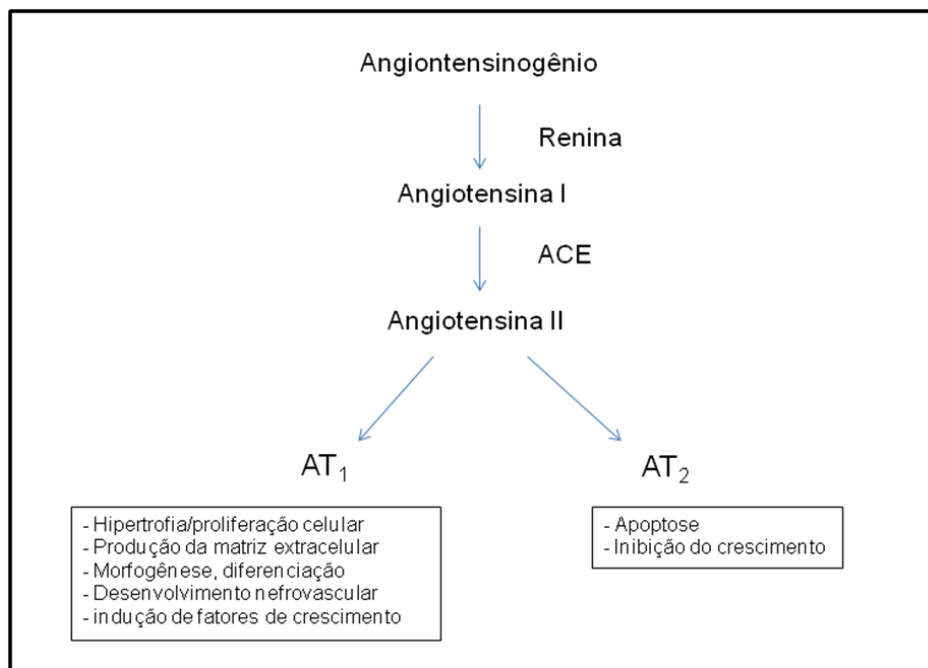 Angiontensinogênio
Renina
Angiotensina I
ACE
Angiotensina II
AT₁
AT₂
- Hipertrofia/proliferação celular
- Produção da matriz extracelular
- Morfogênese, diferenciação
- Desenvolvimento nefrovascular
- indução de fatores de crescimento
- Apoptose
- Inibição do crescimento